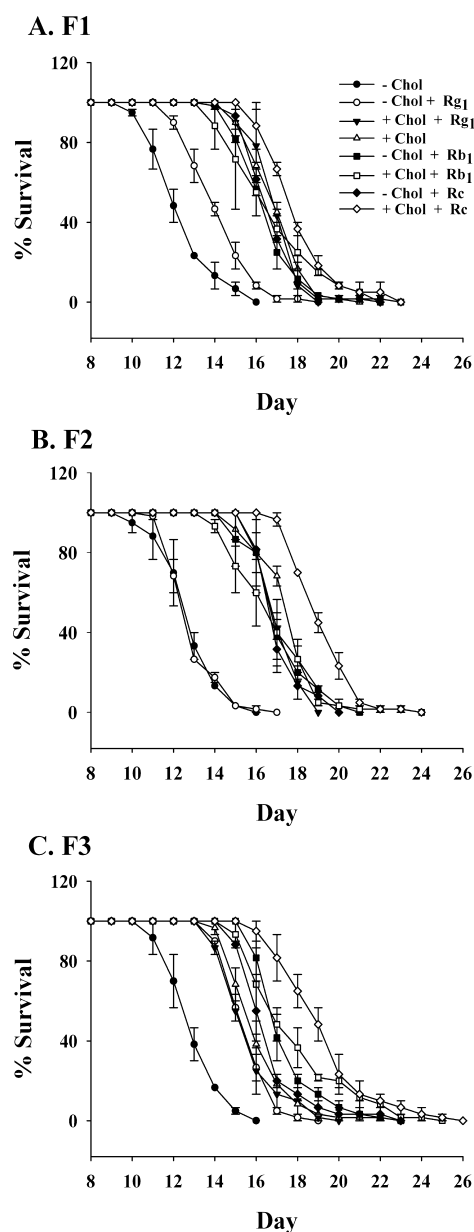 A. F1
120
80
40
0
% Survival
- Chol
- Chol + Rg1
+ Chol + Rg1
+ Chol
- Chol + Rb1
+ Chol + Rb1
- Chol + Rc
+ Chol + Rc
8 10 12 14 16 18 20 22 24 26
Day
B. F2
120
80
40
0
% Survival
8 10 12 14 16 18 20 22 24 26
Day
C. F3
120
80
40
0
% Survival
8 10 12 14 16 18 20 22 24 26
Day